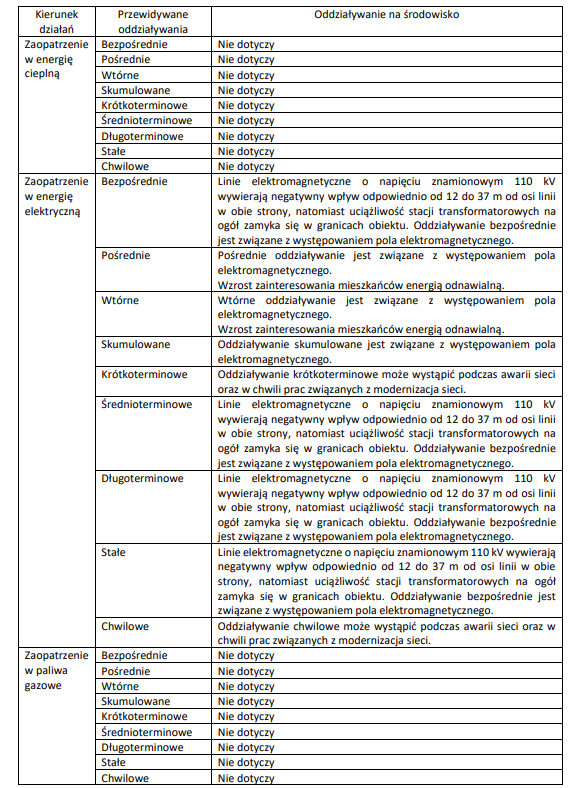 Kierunek działań
Przewidywane oddziaływania
Oddziaływanie na środowisko
Zaopatrzenie
w energię
cieplną
Bezpośrednie Nie dotyczy
Pośrednie Nie dotyczy
Wtórne Nie dotyczy
Skumulowane Nie dotyczy
Krótkoterminowe Nie dotyczy
Średnioterminowe Nie dotyczy
Długoterminowe Nie dotyczy
Stałe Nie dotyczy
Chwilowe Nie dotyczy
Zaopatrzenie
w energię
elektryczną
Bezpośrednie
Linie elektromagnetyczne o napięciu znamionowym 110 kV
wywierają negatywny wpływ odpowiednio od 12 do 37 m od osi linii
w obie strony, natomiast uciążliwość stacji transformatorowych na
ogół zamyka się w granicach obiektu. Oddziaływanie bezpośrednie
jest związane z występowaniem pola elektromagnetycznego.
Pośrednie
Pośrednie oddziaływanie jest związane z występowaniem pola
elektromagnetycznego.
Wzrost zainteresowania mieszkańców energią odnawialną.
Wtórne
Wtórne oddziaływanie jest związane z występowaniem pola
elektromagnetycznego.
Wzrost zainteresowania mieszkańców energią odnawialną.
Skumulowane
Oddziaływanie skumulowane jest związane z występowaniem pola
elektromagnetycznego.
Krótkoterminowe
Oddziaływanie krótkoterminowe może wystąpić podczas awarii sieci
oraz w chwili prac związanych z modernizacja sieci.
Średnioterminowe
Linie elektromagnetyczne o napięciu znamionowym 110 kV
wywierają negatywny wpływ odpowiednio od 12 do 37 m od osi linii
w obie strony, natomiast uciążliwość stacji transformatorowych na
ogół zamyka się w granicach obiektu. Oddziaływanie bezpośrednie
jest związane z występowaniem pola elektromagnetycznego.
Długoterminowe
Linie elektromagnetyczne o napięciu znamionowym 110 kV
wywierają negatywny wpływ odpowiednio od 12 do 37 m od osi linii
w obie strony, natomiast uciążliwość stacji transformatorowych na
ogół zamyka się w granicach obiektu. Oddziaływanie bezpośrednie
jest związane z występowaniem pola elektromagnetycznego.
Stałe
Linie elektromagnetyczne o napięciu znamionowym 110 kV wywierają
negatywny wpływ odpowiednio od 12 do 37 m od osi linii w obie
strony, natomiast uciążliwość stacji transformatorowych na ogół
zamyka się w granicach obiektu. Oddziaływanie bezpośrednie jest
związane z występowaniem pola elektromagnetycznego.
Chwilowe
Oddziaływanie chwilowe może wystąpić podczas awarii sieci oraz w
chwili prac związanych z modernizacja sieci.
Zaopatrzenie
w paliwa
gazowe
Bezpośrednie Nie dotyczy
Pośrednie Nie dotyczy
Wtórne Nie dotyczy
Skumulowane Nie dotyczy
Krótkoterminowe Nie dotyczy
Średnioterminowe Nie dotyczy
Długoterminowe Nie dotyczy
Stałe Nie dotyczy
Chwilowe Nie dotyczy